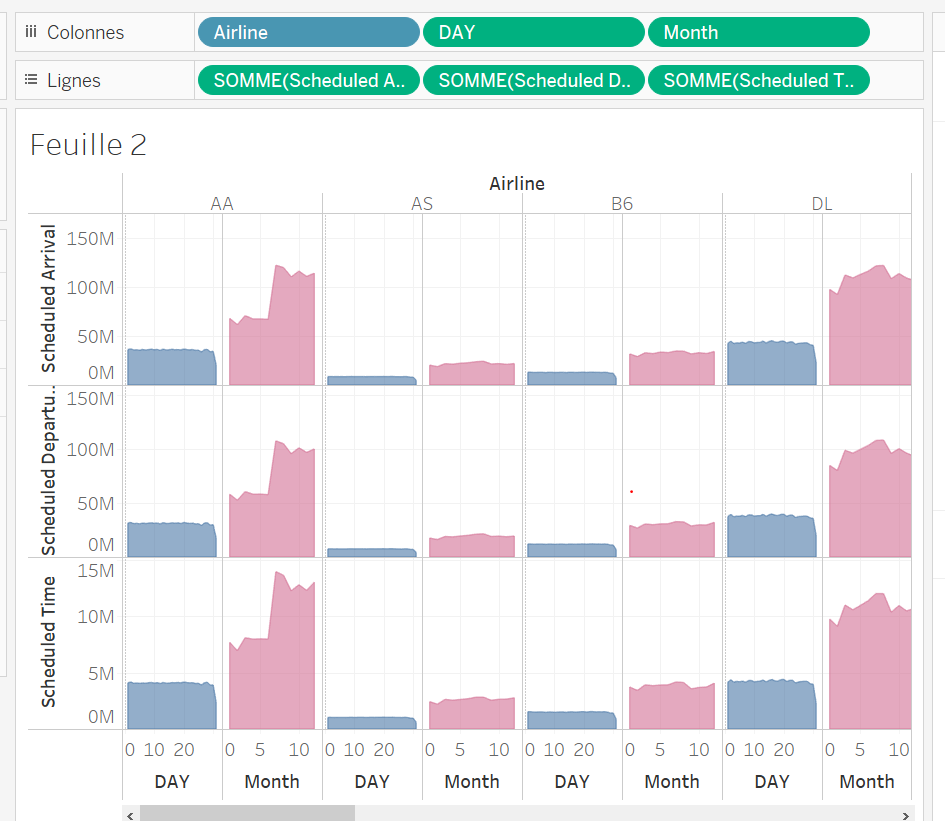 Colonnes Airline DAY Month
Lignes SOMME(Scheduled A.. SOMME(Scheduled D.. SOMME(Scheduled T..
Feuille 2
Airline
AA AS B6 DL
Scheduled Arrival
150M
100M
50M
0M
Scheduled Departu..
150M
100M
50M
0M
Scheduled Time
15M
10M
5M
0M
0 10 20 0 5 10 0 10 20 0 5 10 0 10 20 0 5 10 0 10 20 0 5 10
DAY Month DAY Month DAY Month DAY Month